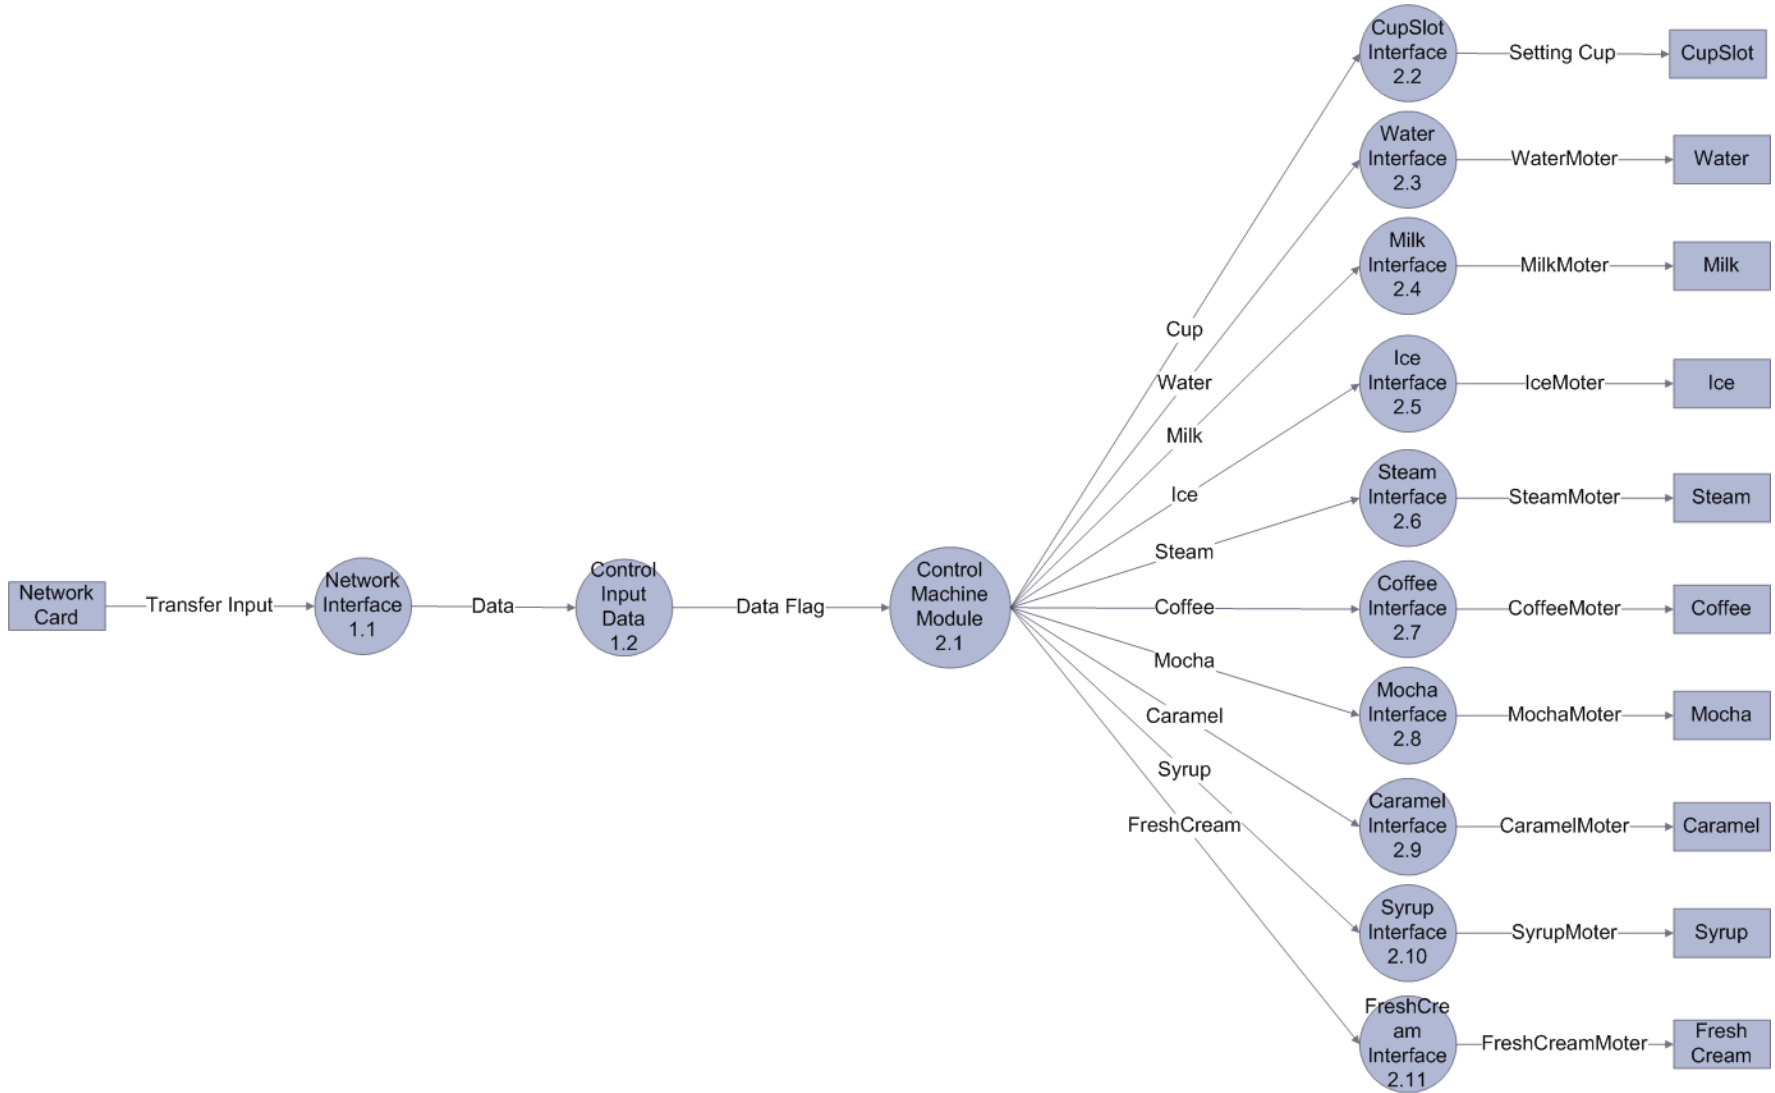 Network
Card
Transfer Input
Network
Interface
1.1
Data
Control
Input
Data
1.2
Data Flag
Control
Machine
Module
2.1
Cup
Water
Milk
Ice
Steam
Coffee
Mocha
Caramel
Syrup
FreshCream
CupSlot
Interface
2.2
Setting Cup
CupSlot
Water
Interface
2.3
WaterMoter
Water
Milk
Interface
2.4
MilkMoter
Milk
Ice
Interface
2.5
IceMoter
Ice
Steam
Interface
2.6
SteamMoter
Steam
Coffee
Interface
2.7
CoffeeMoter
Coffee
Mocha
Interface
2.8
MochaMoter
Mocha
Caramel
Interface
2.9
CaramelMoter
Caramel
Syrup
Interface
2.10
SyrupMoter
Syrup
FreshCre
am
Interface
2.11
FreshCreamMoter
Fresh
Cream